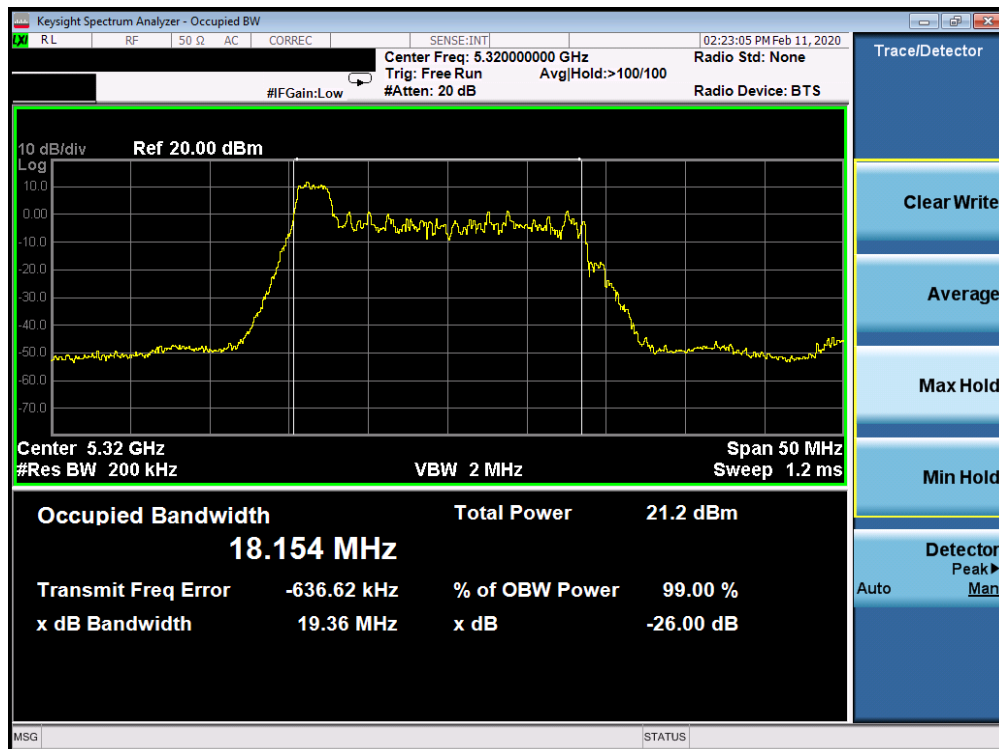 Keysight Spectrum Analyzer - Occupied BW
LXI RL RF 50 Ω AC CORREC SENSE:INT 02:23:05 PM Feb 11, 2020
Center Freq: 5.320000000 GHz Radio Std: None
Trig: Free Run Avg|Hold:>100/100
#IFGain:Low #Atten: 20 dB Radio Device: BTS
10 dB/div Ref 20.00 dBm
Log
10.0
0.00
-10.0
-20.0
-30.0
-40.0
-50.0
-60.0
-70.0
Center 5.32 GHz Span 50 MHz
#Res BW 200 kHz VBW 2 MHz Sweep 1.2 ms
Occupied Bandwidth Total Power 21.2 dBm
18.154 MHz
Transmit Freq Error -636.62 kHz % of OBW Power 99.00 %
x dB Bandwidth 19.36 MHz x dB -26.00 dB
MSG STATUS
Trace/Detector
Clear Write
Average
Max Hold
Min Hold
Detector
Peak▶
Auto Man